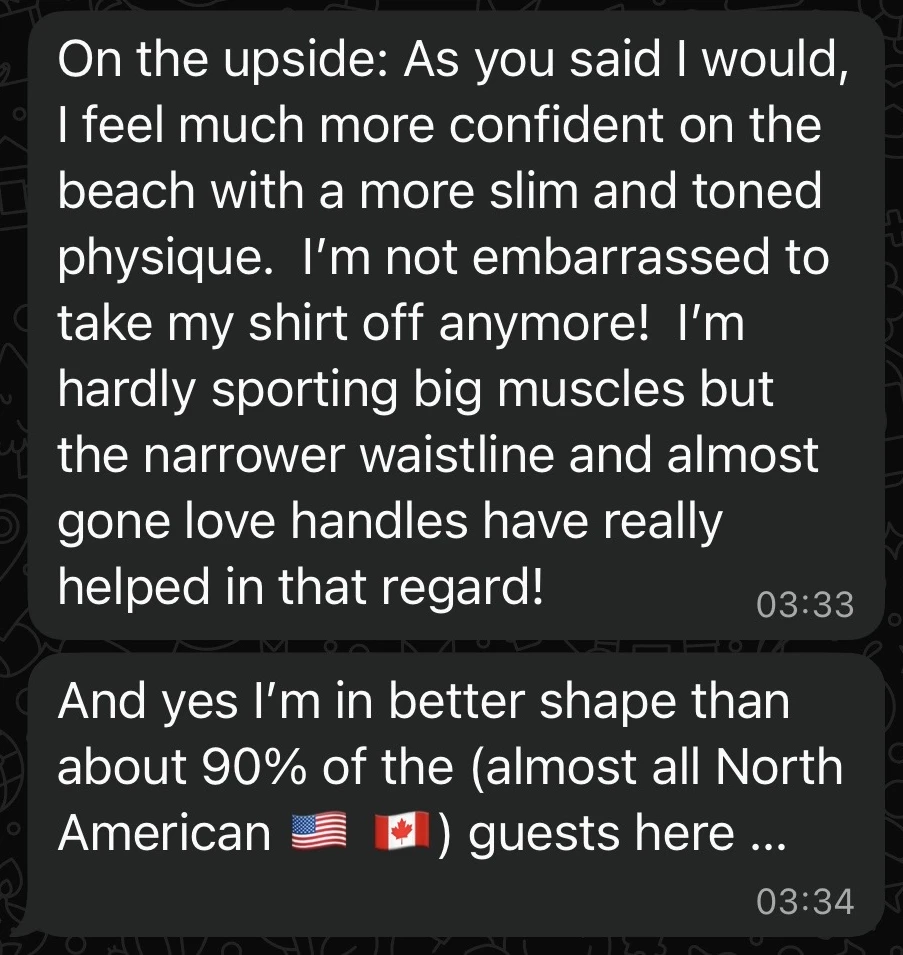 On the upside: As you said I would,
I feel much more confident on the
beach with a more slim and toned
physique.  I’m not embarrassed to
take my shirt off anymore!  I’m
hardly sporting big muscles but
the narrower waistline and almost
gone love handles have really
helped in that regard!
03:33
And yes I’m in better shape than
about 90% of the (almost all North
American 🇺🇸 🇨🇦) guests here ...
03:34